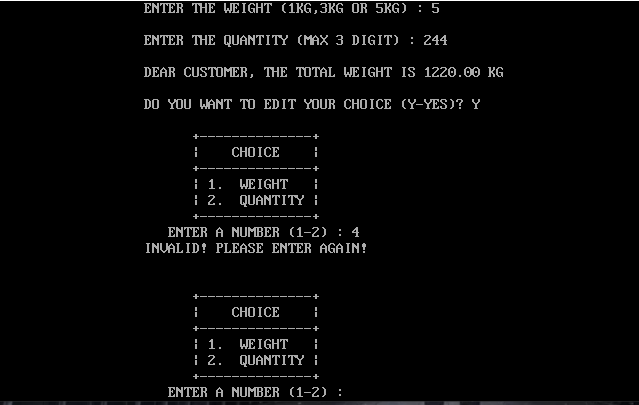 ENTER THE WEIGHT (1KG,3KG OR 5KG) : 5
ENTER THE QUANTITY (MAX 3 DIGIT) : 244
DEAR CUSTOMER, THE TOTAL WEIGHT IS 1220.00 KG
DO YOU WANT TO EDIT YOUR CHOICE (Y-YES)? Y
+--------------+
¦    CHOICE    ¦
+--------------+
¦ 1.  WEIGHT   ¦
¦ 2.  QUANTITY ¦
+--------------+
ENTER A NUMBER (1-2) : 4
INVALID! PLEASE ENTER AGAIN!
+--------------+
¦    CHOICE    ¦
+--------------+
¦ 1.  WEIGHT   ¦
¦ 2.  QUANTITY ¦
+--------------+
ENTER A NUMBER (1-2) :